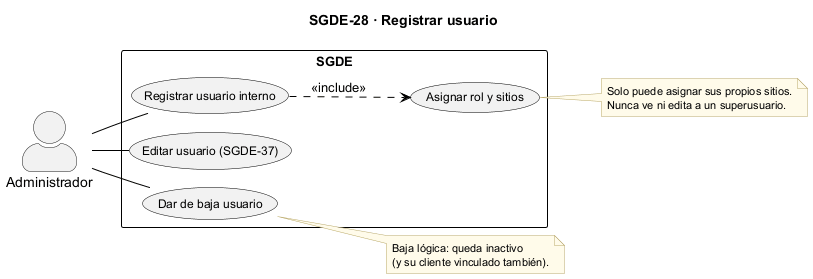 SGDE-28 · Registrar usuario
SGDE
Registrar usuario interno
«include»
Asignar rol y sitios
Solo puede asignar sus propios sitios.
Nunca ve ni edita a un superusuario.
Editar usuario (SGDE-37)
Administrador
Dar de baja usuario
Baja lógica: queda inactivo
(y su cliente vinculado también).